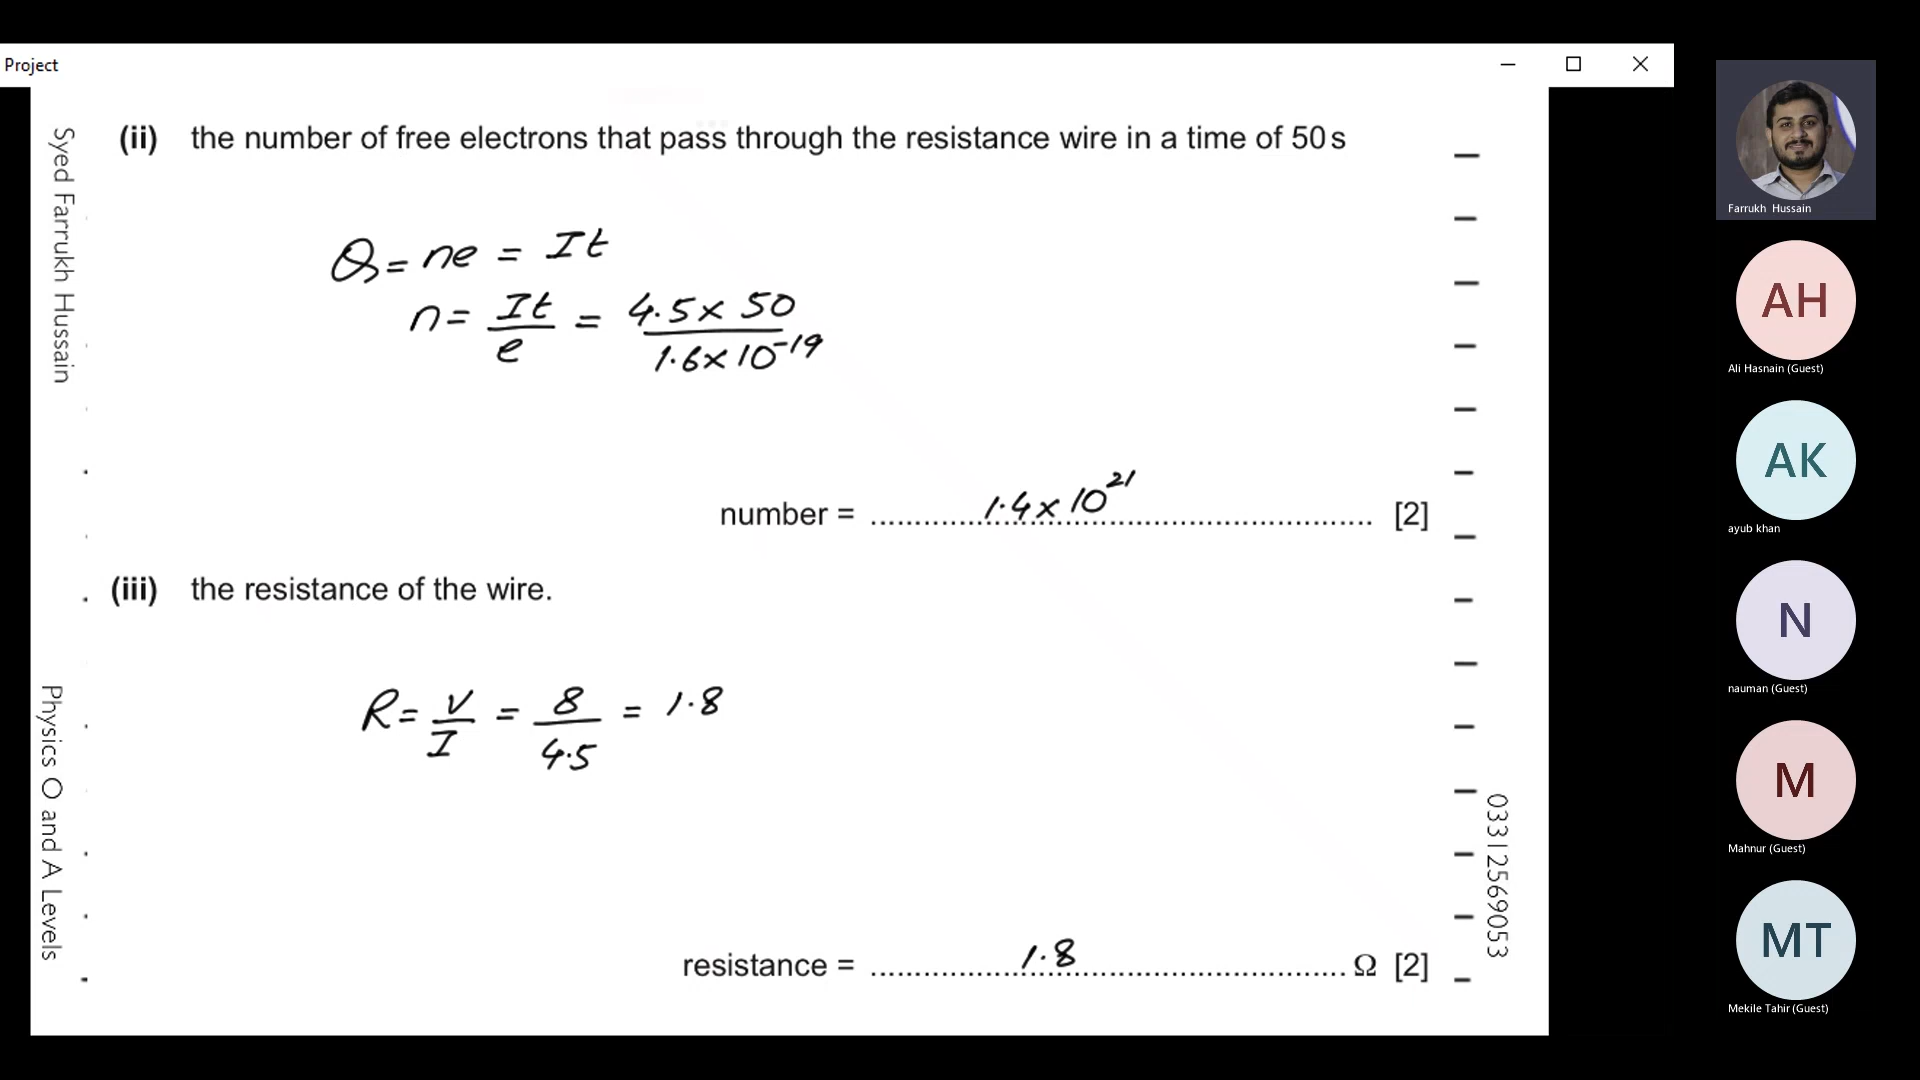 Project
Syed Farrukh Hussain
Physics O and A Levels
(ii) the number of free electrons that pass through the resistance wire in a time of 50 s
Q = ne = It
n = It/e = 4.5 × 50 / 1.6 × 10^-19
number = 1.4 × 10^21 [2]
(iii) the resistance of the wire.
R = V/I = 8/4.5 = 1.8
resistance = 1.8 Ω [2]
03312569053
Farrukh Hussain
AH
Ali Hasnain (Guest)
AK
ayub khan
N
nauman (Guest)
M
Mahnur (Guest)
MT
Mekile Tahir (Guest)